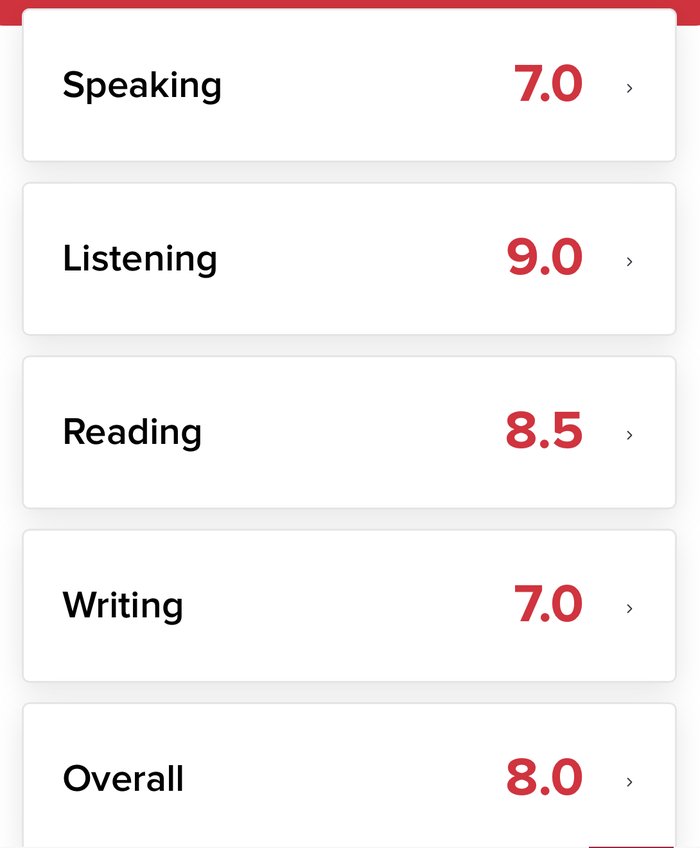 Speaking 7.0 ›
Listening 9.0 ›
Reading 8.5 ›
Writing 7.0 ›
Overall 8.0 ›